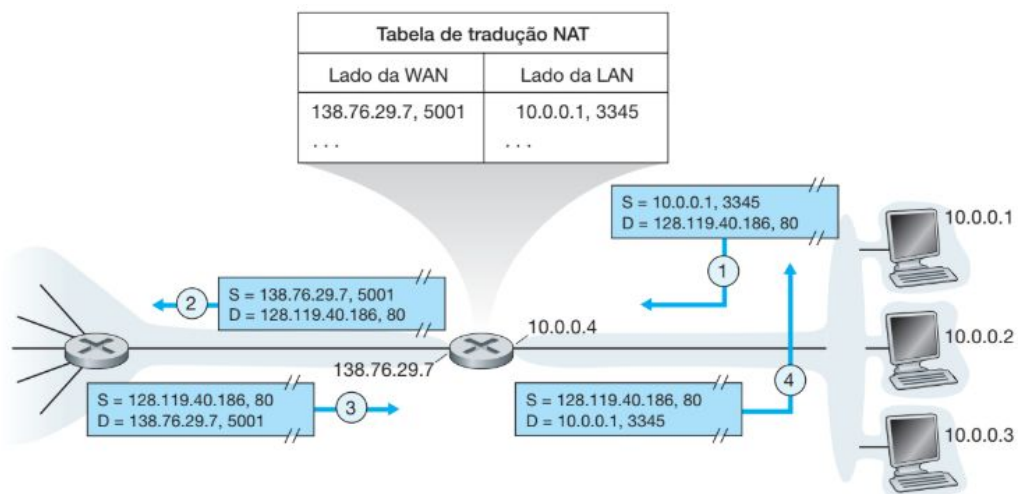 Tabela de tradução NAT
Lado da WAN Lado da LAN
138.76.29.7, 5001 10.0.0.1, 3345
. . . . . .
S = 10.0.0.1, 3345
D = 128.119.40.186, 80
10.0.0.1
1
2
S = 138.76.29.7, 5001
D = 128.119.40.186, 80
10.0.0.4
10.0.0.2
138.76.29.7
4
S = 128.119.40.186, 80
D = 138.76.29.7, 5001
3
S = 128.119.40.186, 80
D = 10.0.0.1, 3345
10.0.0.3